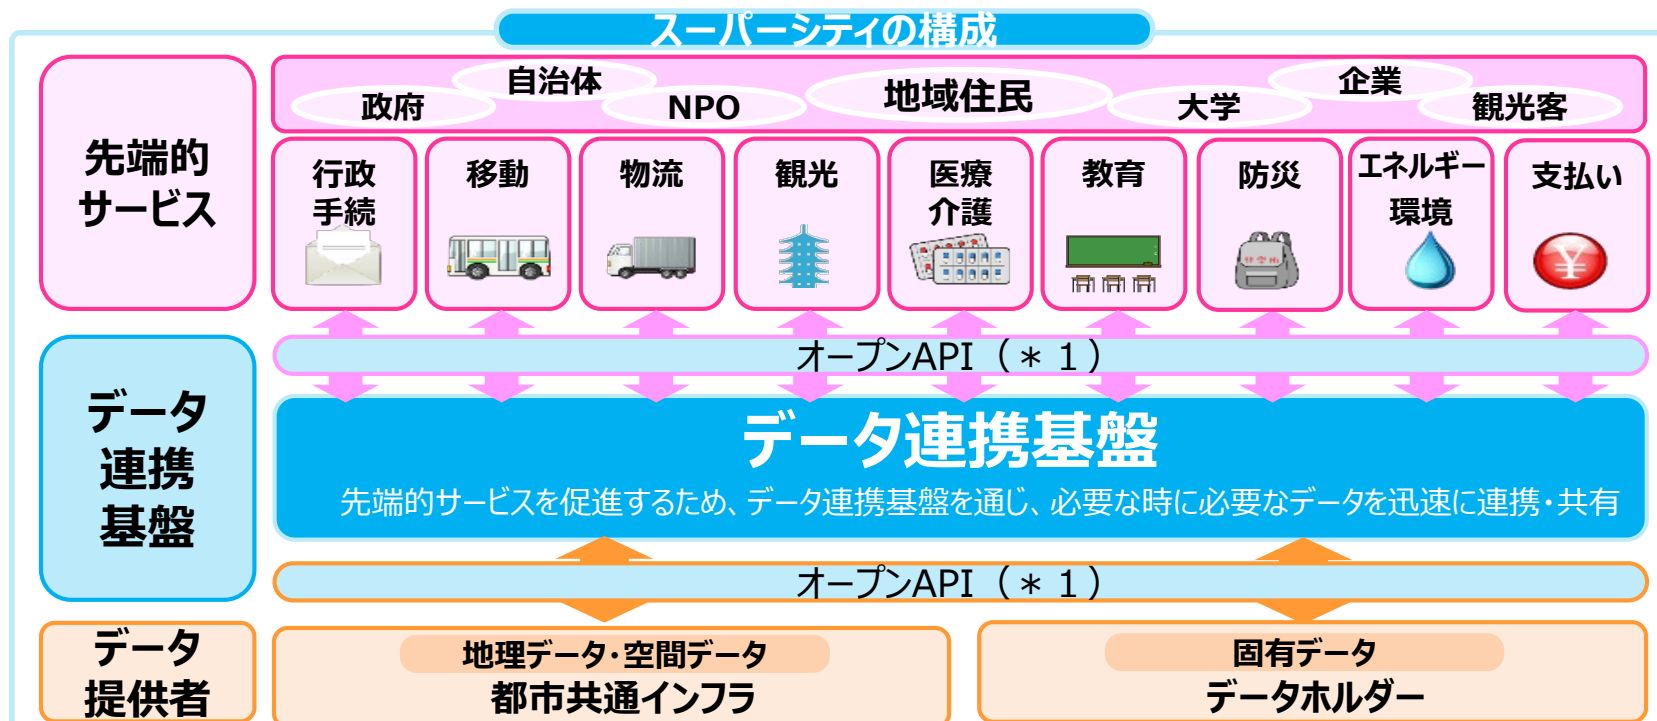 スーパーシティの構成
先端的
サービス
政府
自治体
NPO
地域住民
大学
企業
観光客
行政
手続
移動
物流
観光
医療
介護
教育
防災
エネルギー
環境
支払い
オープンAPI（＊１）
データ
連携
基盤
データ連携基盤
先端的サービスを促進するため、データ連携基盤を通じ、必要な時に必要なデータを迅速に連携・共有
オープンAPI（＊１）
データ
提供者
地理データ・空間データ
都市共通インフラ
固有データ
データホルダー